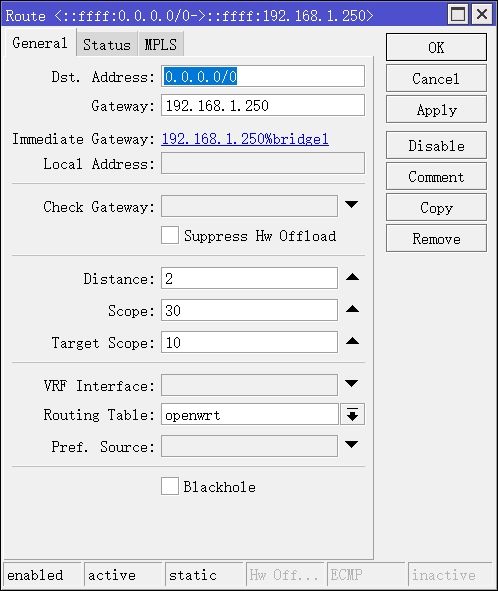 Route <::ffff:0.0.0.0/0->::ffff:192.168.1.250>
General Status MPLS
Dst. Address: 0.0.0.0/0
Gateway: 192.168.1.250
Immediate Gateway: 192.168.1.250%bridge1
Local Address:
Check Gateway:
Suppress Hw Offload
Distance: 2
Scope: 30
Target Scope: 10
VRF Interface:
Routing Table: openwrt
Pref. Source:
Blackhole
OK
Cancel
Apply
Disable
Comment
Copy
Remove
enabled active static Hw Off... ECMP inactive